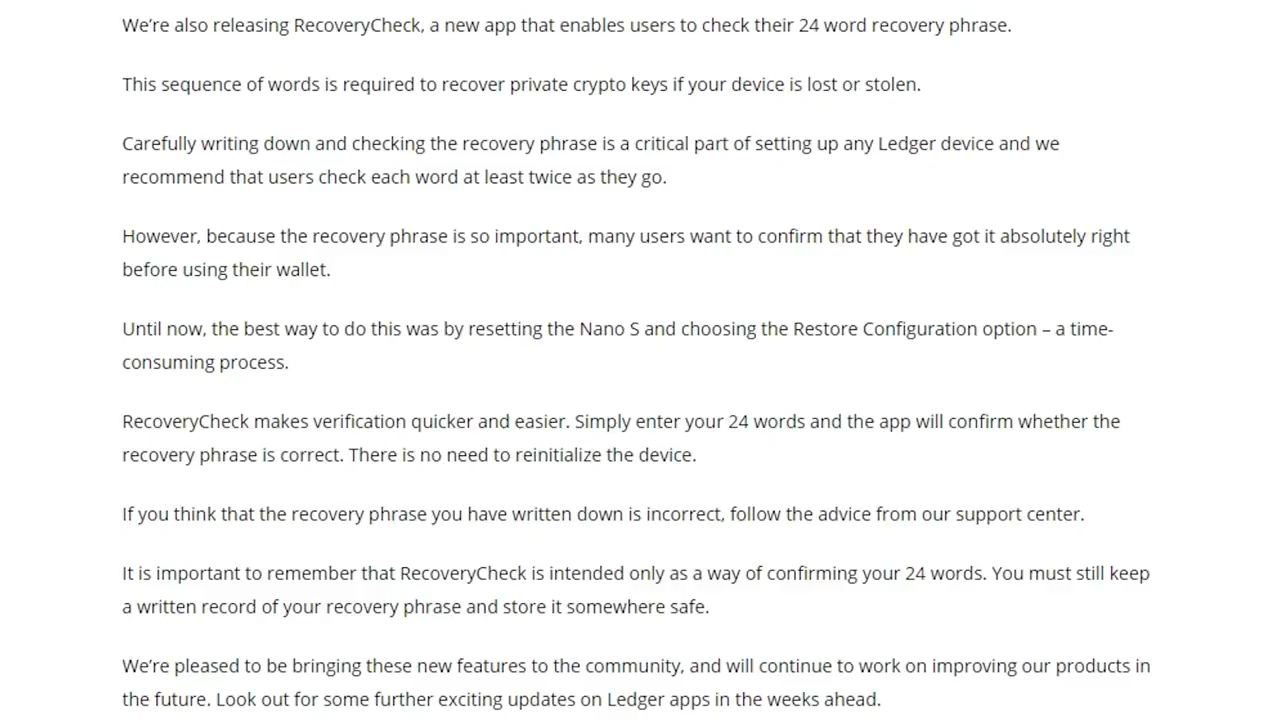 We're also releasing RecoveryCheck, a new app that enables users to check their 24 word recovery phrase.
This sequence of words is required to recover private crypto keys if your device is lost or stolen.
Carefully writing down and checking the recovery phrase is a critical part of setting up any Ledger device and we
recommend that users check each word at least twice as they go.
However, because the recovery phrase is so important, many users want to confirm that they have got it absolutely right
before using their wallet.
Until now, the best way to do this was by resetting the Nano S and choosing the Restore Configuration option – a time-
consuming process.
RecoveryCheck makes verification quicker and easier. Simply enter your 24 words and the app will confirm whether the
recovery phrase is correct. There is no need to reinitialize the device.
If you think that the recovery phrase you have written down is incorrect, follow the advice from our support center.
It is important to remember that RecoveryCheck is intended only as a way of confirming your 24 words. You must still keep
a written record of your recovery phrase and store it somewhere safe.
We're pleased to be bringing these new features to the community, and will continue to work on improving our products in
the future. Look out for some further exciting updates on Ledger apps in the weeks ahead.